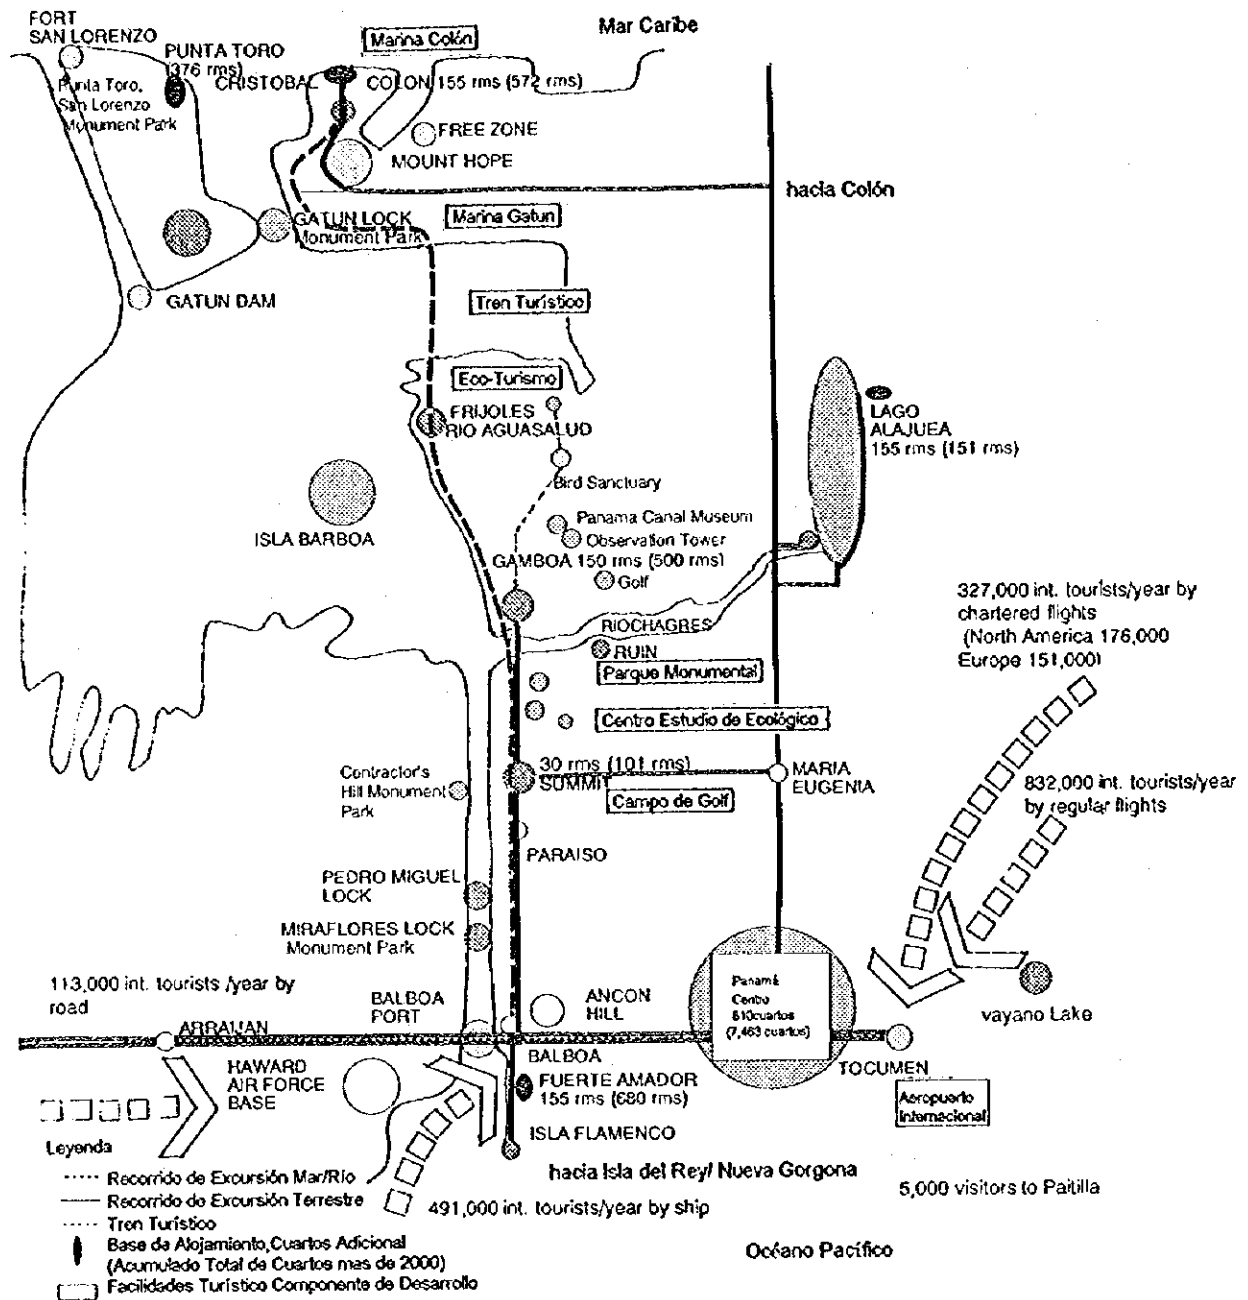 FORT
SAN LORENZO
PUNTA TORO
(376 rms)
Punta Toro,
San Lorenzo
Monument Park
CRISTOBAL
Marina Colón
COLON 155 rms (572 rms)
Mar Caribe
FREE ZONE
MOUNT HOPE
hacia Colón
GATUN LOCK
Monument Park
Marina Gatun
GATUN DAM
Tren Turístico
Eco-Turismo
FRIJOLES
RIO AGUASALUD
LAGO
ALAJUEA
155 rms (151 rms)
Bird Sanctuary
ISLA BARBOA
Panama Canal Museum
Observation Tower
GAMBOA 150 rms (500 rms)
Golf
RIOCHAGRES
RUIN
Parque Monumental
Centro Estudio de Ecológico
327,000 int. tourists/year by
chartered flights
(North America 176,000
Europe 151,000)
30 rms (101 rms)
SUMMIT
Campo de Golf
MARIA
EUGENIA
832,000 int. tourists/year
by regular flights
Contractor's
Hill Monument
Park
PARAISO
PEDRO MIGUEL
LOCK
MIRAFLORES LOCK
Monument Park
113,000 int. tourists /year by
road
BALBOA
PORT
ANCON
HILL
Panamá
Centro
810cuartos
(7,463 cuartos)
vayano Lake
ARRAIJAN
BALBOA
TOCUMEN
HAWARD
AIR FORCE
BASE
FUERTE AMADOR
155 rms (680 rms)
Aeropuerto
Internacional
ISLA FLAMENCO
hacia Isla del Rey/ Nueva Gorgona
5,000 visitors to Paitilla
491,000 int. tourists/year by ship
Océano Pacífico
Leyenda
Recorrido de Excursión Mar/Río
Recorrido de Excursión Terrestre
Tren Turístico
Base de Alojamiento,Cuartos Adicional
(Acumulado Total de Cuartos mas de 2000)
Facilidades Turístico Componente de Desarrollo